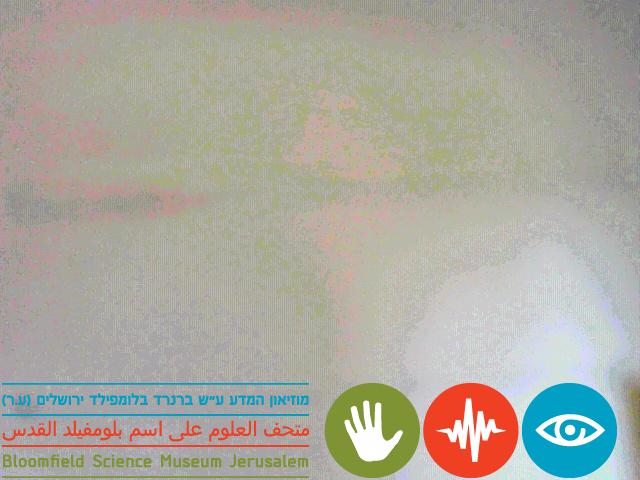 מוזיאון המדע ע״ש ברנרד בלומפילד ירושלים (ע.ר)
متحف العلوم على اسم بلومفيلد القدس
Bloomfield Science Museum Jerusalem